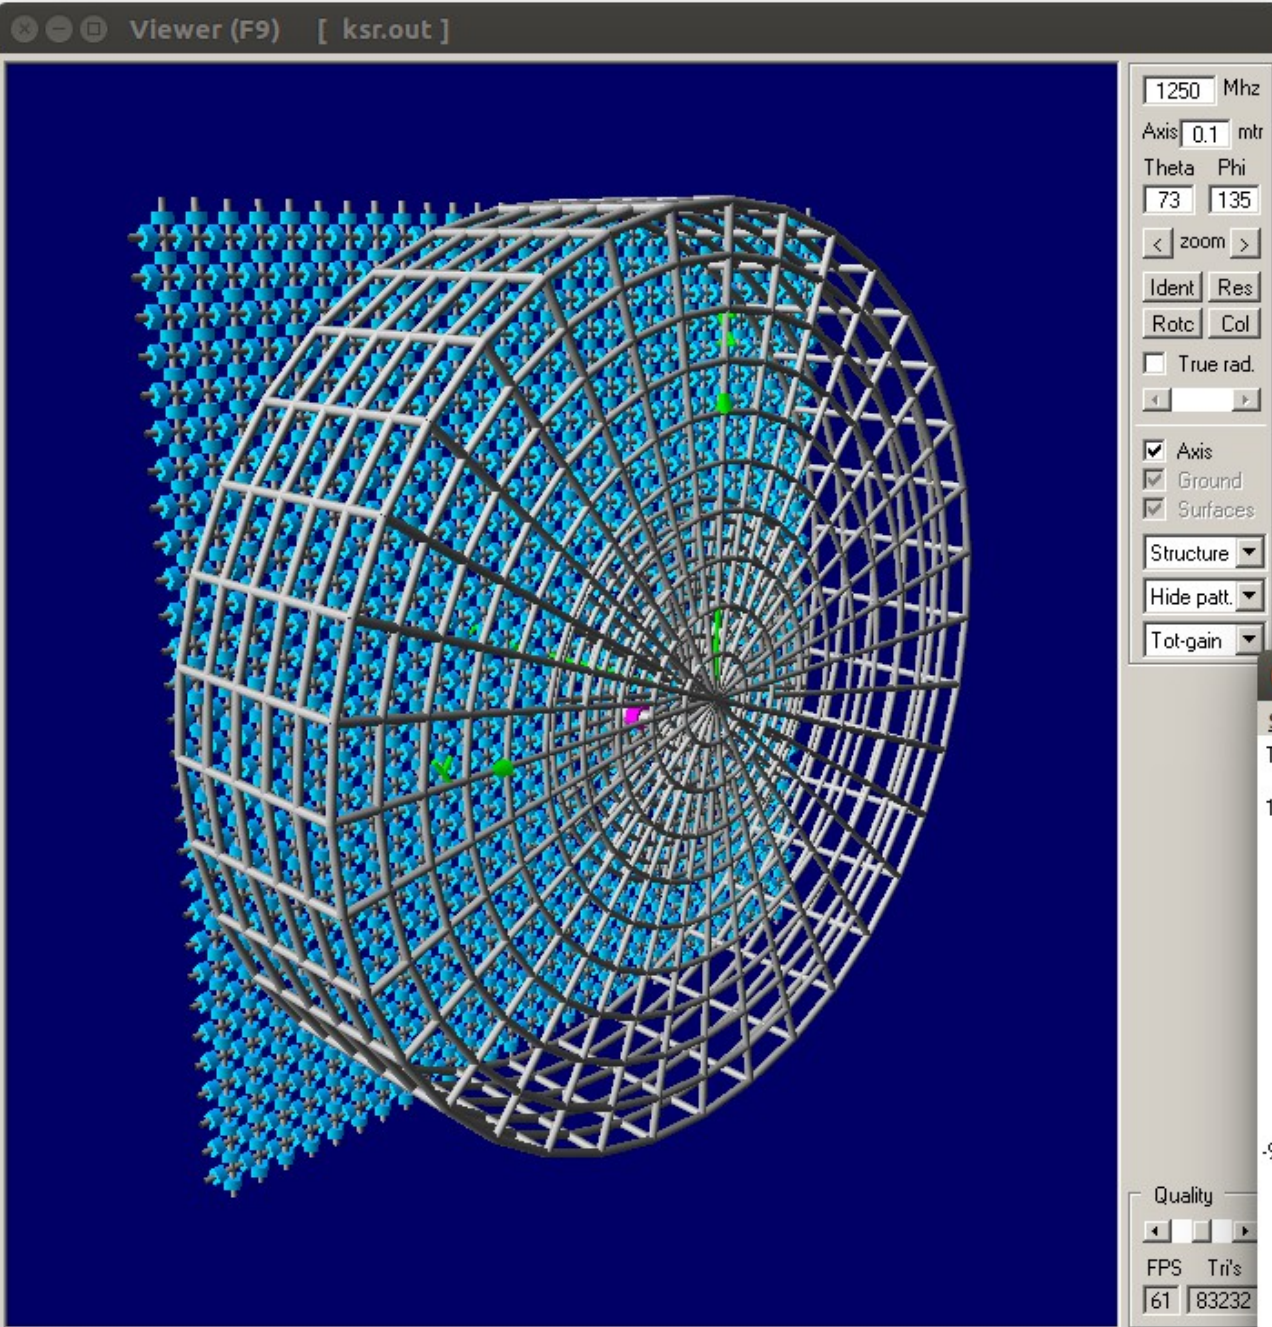 Viewer (F9) [ ksr.out ]
1250 Mhz
Axis 0.1 mtr
Theta Phi
73 135
< zoom >
Ident Res
Rotc Col
True rad.
Axis
Ground
Surfaces
Structure
Hide patt.
Tot-gain
Y
Quality
FPS Tri's
61 83232